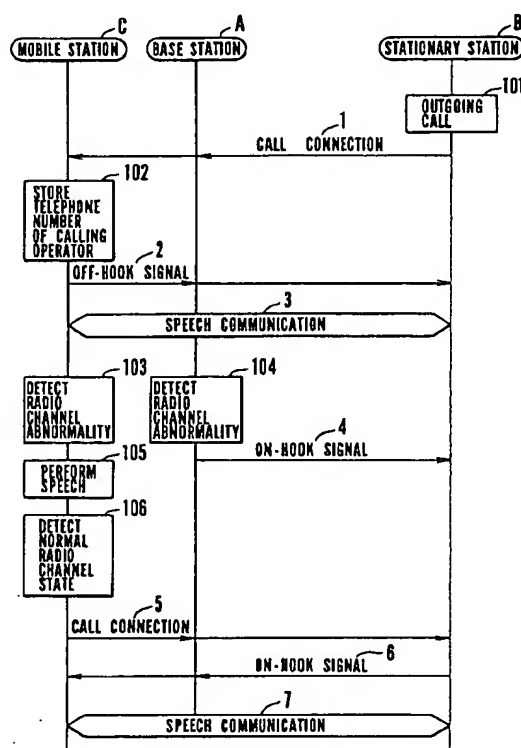 C
A
B
MOBILE STATION
BASE STATION
STATIONARY STATION
101
OUTGOING
CALL
1
CALL CONNECTION
102
STORE
TELEPHONE
NUMBER
OF CALLING
OPERATOR
2
OFF-HOOK SIGNAL
3
SPEECH COMMUNICATION
103
DETECT
RADIO
CHANNEL
ABNORMALITY
104
DETECT
RADIO
CHANNEL
ABNORMALITY
4
ON-HOOK SIGNAL
105
PERFORM
SPEECH
106
DETECT
NORMAL
RADIO
CHANNEL
STATE
5
CALL CONNECTION
6
ON-HOOK SIGNAL
7
SPEECH COMMUNICATION